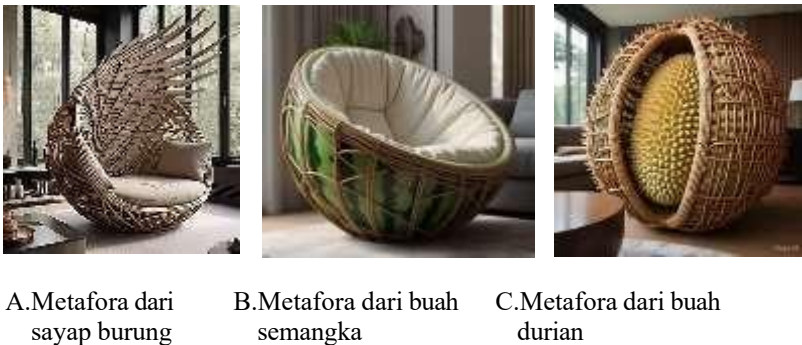 A.Metafora dari
sayap burung
B.Metafora dari buah
semangka
C.Metafora dari buah
durian